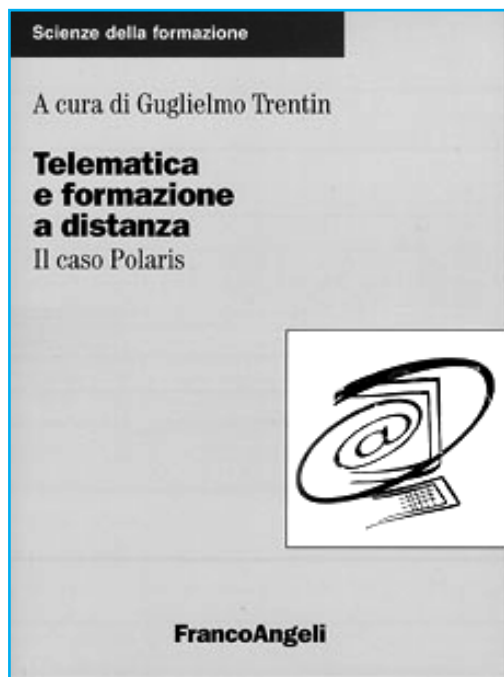 Scienze della formazione
A cura di Guglielmo Trentin
Telematica
e formazione
a distanza
Il caso Polaris
@
FrancoAngeli